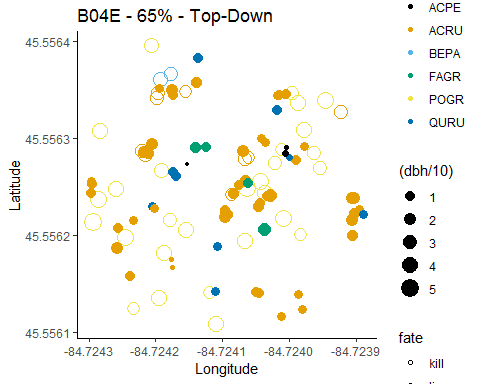 B04E - 65% - Top-Down
45.5564
45.5563
45.5562
45.5561
Latitude
-84.7243
-84.7242
-84.7241
-84.7240
-84.7239
Longitude
ACPE
ACRU
BEPA
FAGR
POGR
QURU
(dbh/10)
1
2
3
4
5
fate
kill